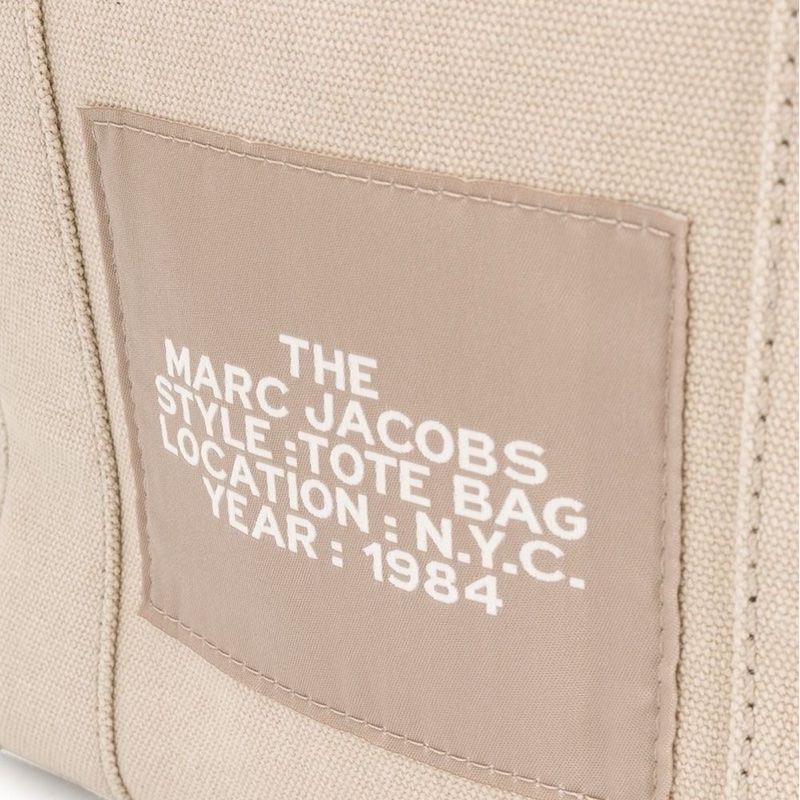 THE
MARC JACOBS
STYLE :TOTE BAG
LOCATION : N.Y.C.
YEAR : 1984